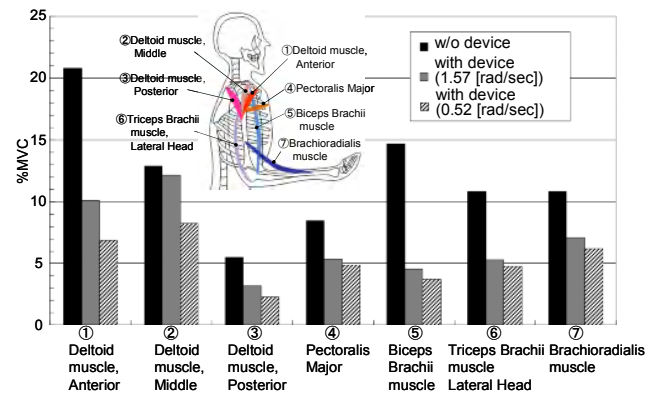 25
20
15
10
5
0
%MVC
②Deltoid muscle,
Middle
①Deltoid muscle,
Anterior
③Deltoid muscle,
Posterior
④Pectoralis Major
⑤Biceps Brachii
muscle
⑥Triceps Brachii
muscle,
Lateral Head
⑦Brachioradialis
muscle
w/o device
with device
(1.57 [rad/sec])
with device
(0.52 [rad/sec])
①
Deltoid
muscle,
Anterior
②
Deltoid
muscle,
Middle
③
Deltoid
muscle,
Posterior
④
Pectoralis
Major
⑤
Biceps
Brachii
muscle
⑥
Triceps Brachii
muscle
Lateral Head
⑦
Brachioradialis
muscle